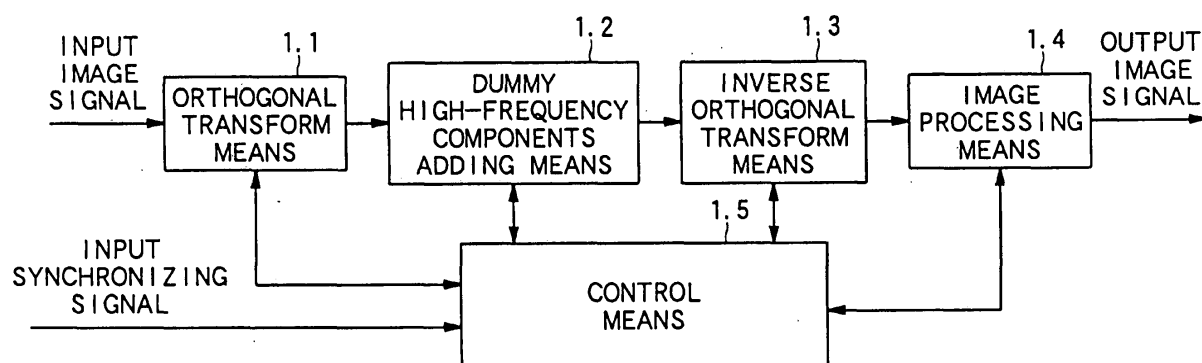 INPUT
IMAGE
SIGNAL
1.1
ORTHOGONAL
TRANSFORM
MEANS
1.2
DUMMY
HIGH-FREQUENCY
COMPONENTS
ADDING MEANS
1.3
INVERSE
ORTHOGONAL
TRANSFORM
MEANS
1.4
IMAGE
PROCESSING
MEANS
OUTPUT
IMAGE
SIGNAL
INPUT
SYNCHRONIZING
SIGNAL
1.5
CONTROL
MEANS